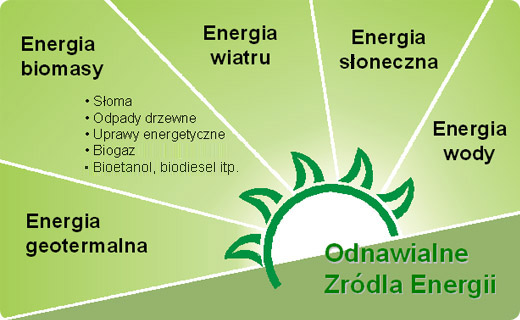 Energia
biomasy
• Słoma
• Odpady drzewne
• Uprawy energetyczne
• Biogaz
• Bioetanol, biodiesel itp.
Energia
wiatru
Energia
słoneczna
Energia
wody
Energia
geotermalna
Odnawialne
Zródla Energii